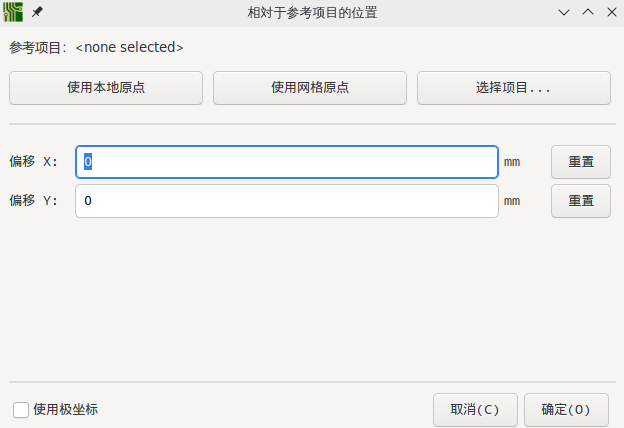 相对于参考项目的位置
参考项目: <none selected>
使用本地原点 使用网格原点 选择项目...
偏移 X: 0 mm 重置
偏移 Y: 0 mm 重置
使用极坐标 取消(C) 确定(O)